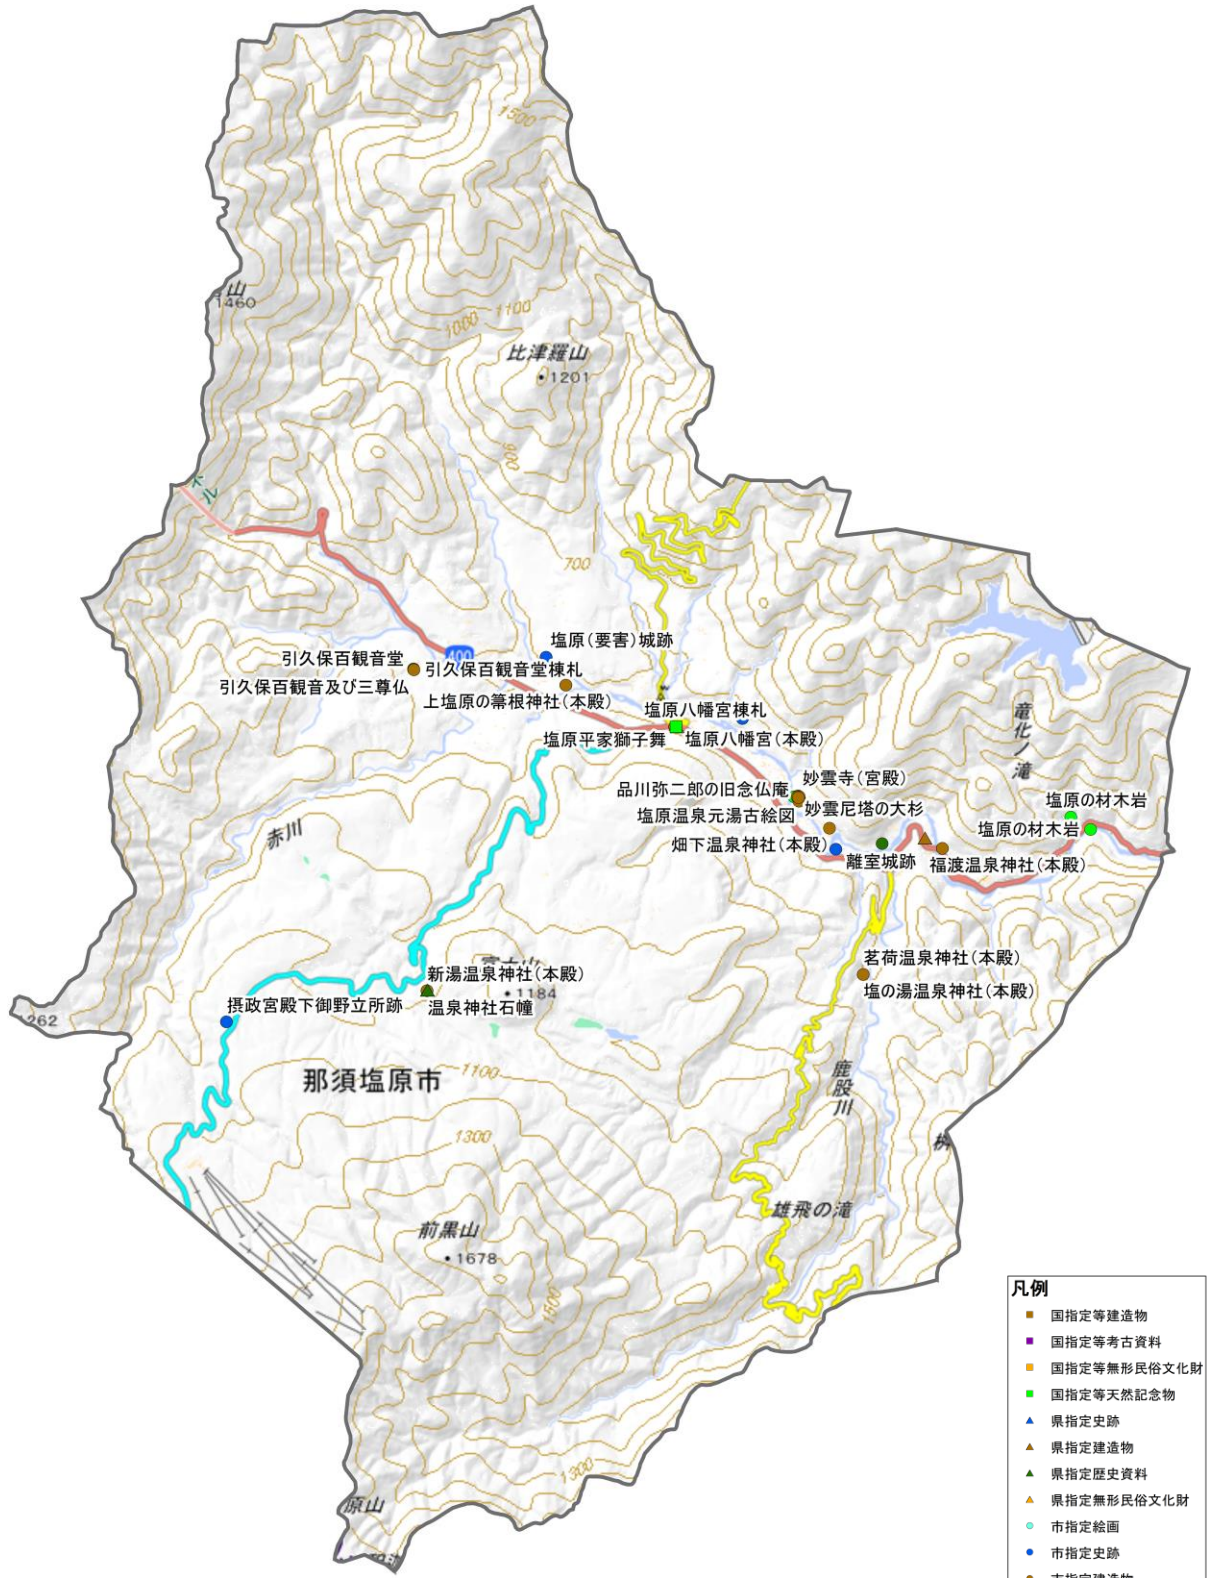 1500
山
1460
1000
1100
比津羅山
1201
900
ネル
700
塩原(要害)城跡
引久保百観音堂
400
引久保百観音堂棟札
引久保百観音及び三尊仏
上塩原の箒根神社(本殿)
塩原八幡宮棟札
塩原平家獅子舞
塩原八幡宮(本殿)
竜化ノ滝
品川弥二郎の旧念仏庵
妙雲寺(宮殿)
塩原温泉元湯古絵図
妙雲尼塔の大杉
塩原の材木岩
塩原の材木岩
畑下温泉神社(本殿)
離室城跡
福渡温泉神社(本殿)
赤川
茗荷温泉神社(本殿)
新湯温泉神社(本殿)
塩の湯温泉神社(本殿)
1184
摂政宮殿下御野立所跡
温泉神社石幢
262
那須塩原市
1100
鹿股川
1300
桝
雄飛の滝
前黒山
1678
1500
1300
原山
凡例
国指定等建造物
国指定等考古資料
国指定等無形民俗文化財
国指定等天然記念物
県指定史跡
県指定建造物
県指定歴史資料
県指定無形民俗文化財
市指定絵画
市指定史跡
市指定建造物